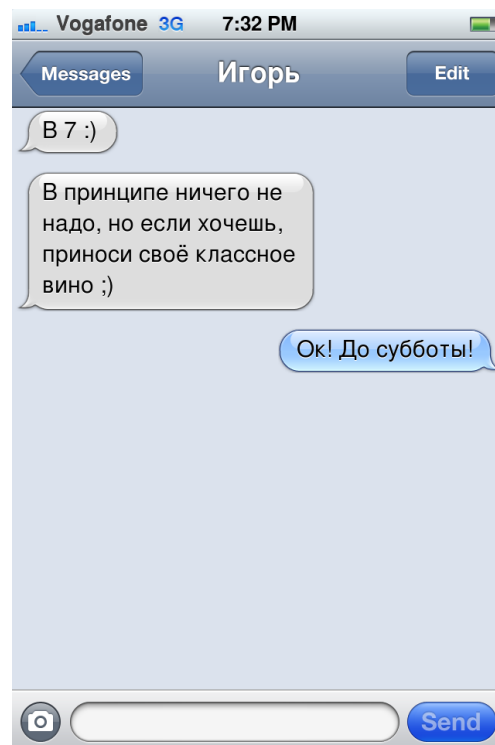 Vogafone 3G 7:32 PM
Messages Игорь Edit
В 7 :)
В принципе ничего не
надо, но если хочешь,
приноси своё классное
вино ;)
Ок! До субботы!
Send